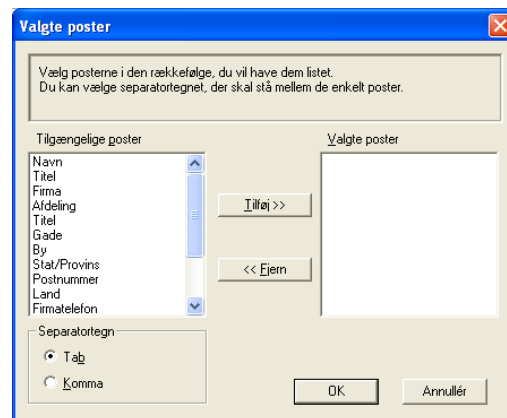 Valgte poster
Vælg posterne i den rækkefølge, du vil have dem listet.
Du kan vælge separatortegnet, der skal stå mellem de enkelt poster.
Tilgængelige poster
Valgte poster
Navn
Titel
Firma
Afdeling
Titel
Gade
By
Stat/Provins
Postnummer
Land
Firmatelefon
Tilføj >>
<< Fjern
Separatortegn
Tab
Komma
OK
Annullér